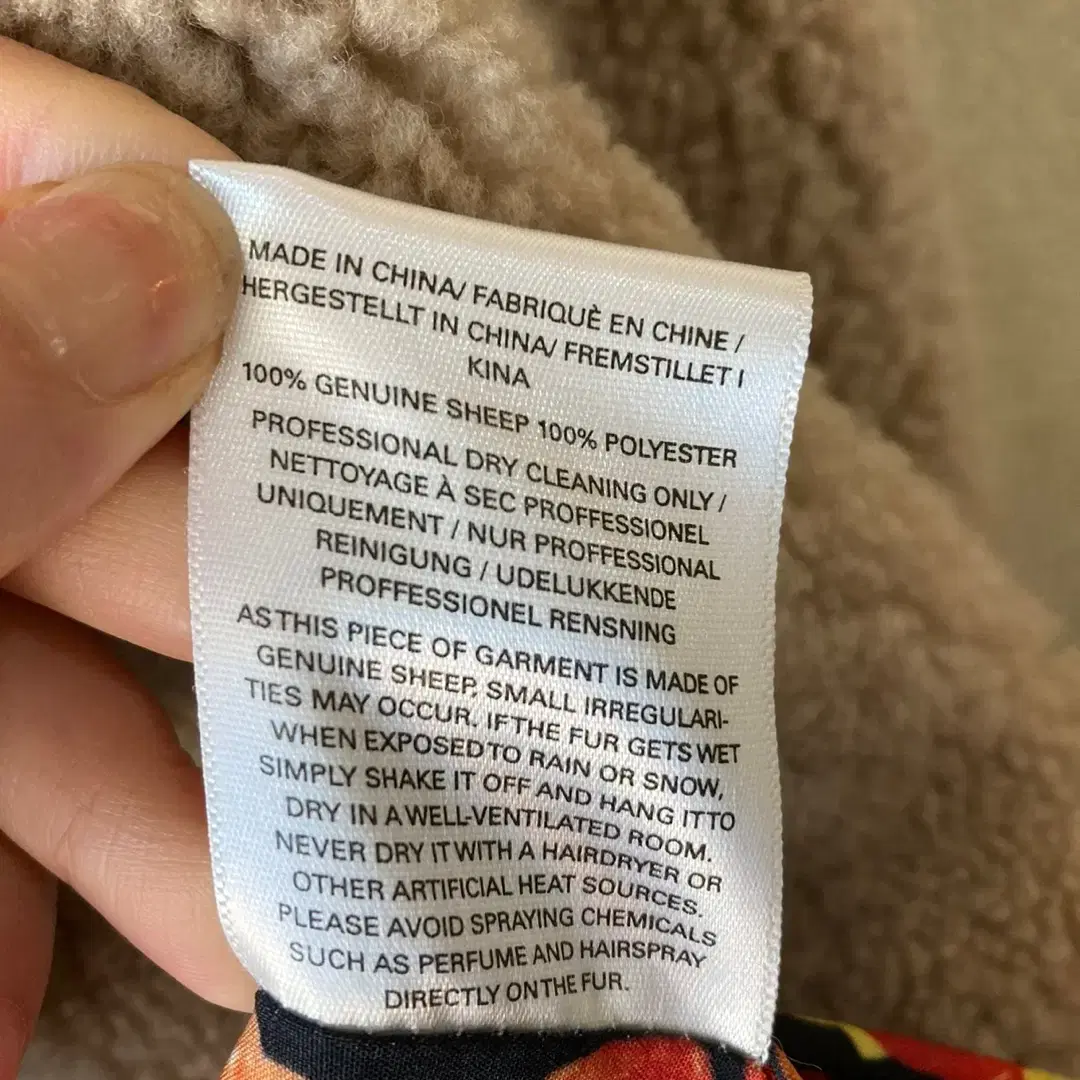 MADE IN CHINA/ FABRIQUÈ EN CHINE /
HERGESTELLT IN CHINA/ FREMSTILLET I
KINA
100% GENUINE SHEEP 100% POLYESTER
PROFESSIONAL DRY CLEANING ONLY /
NETTOYAGE À SEC PROFFESSIONEL
UNIQUEMENT / NUR PROFFESSIONAL
REINIGUNG / UDELUKKENDE
PROFFESSIONEL RENSNING
AS THIS PIECE OF GARMENT IS MADE OF
GENUINE SHEEP, SMALL IRREGULARI-
TIES MAY OCCUR. IF THE FUR GETS WET
WHEN EXPOSED TO RAIN OR SNOW,
SIMPLY SHAKE IT OFF AND HANG IT TO
DRY IN A WELL-VENTILATED ROOM.
NEVER DRY IT WITH A HAIRDRYER OR
OTHER ARTIFICIAL HEAT SOURCES.
PLEASE AVOID SPRAYING CHEMICALS
SUCH AS PERFUME AND HAIRSPRAY
DIRECTLY ON THE FUR.